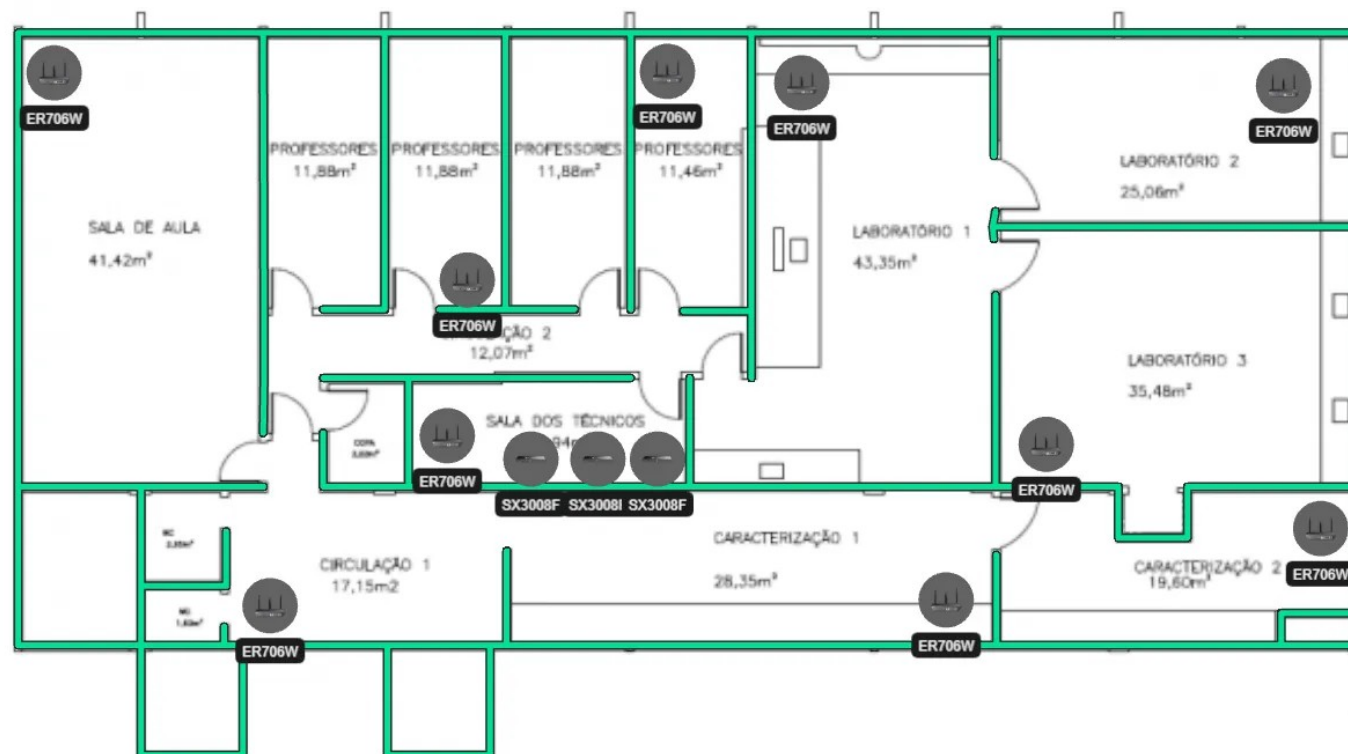 ER706W
ER706W
ER706W
ER706W
PROFESSORES
11,88m²
PROFESSORES
11,88m²
PROFESSORES
11,88m²
PROFESSORES
11,46m²
LABORATÓRIO 2
25,06m²
SALA DE AULA
41,42m²
LABORATÓRIO 1
43,35m²
ER706W
12,07m²
LABORATÓRIO 3
35,48m²
SALA DOS TÉCNICOS
COPA
ER706W
ER706W
SX3008F
SX3008F
WC
WC
CIRCULAÇÃO 1
17,15m2
CARACTERIZAÇÃO 1
28,35m²
CARACTERIZAÇÃO 2
19,60m²
ER706W
ER706W
ER706W